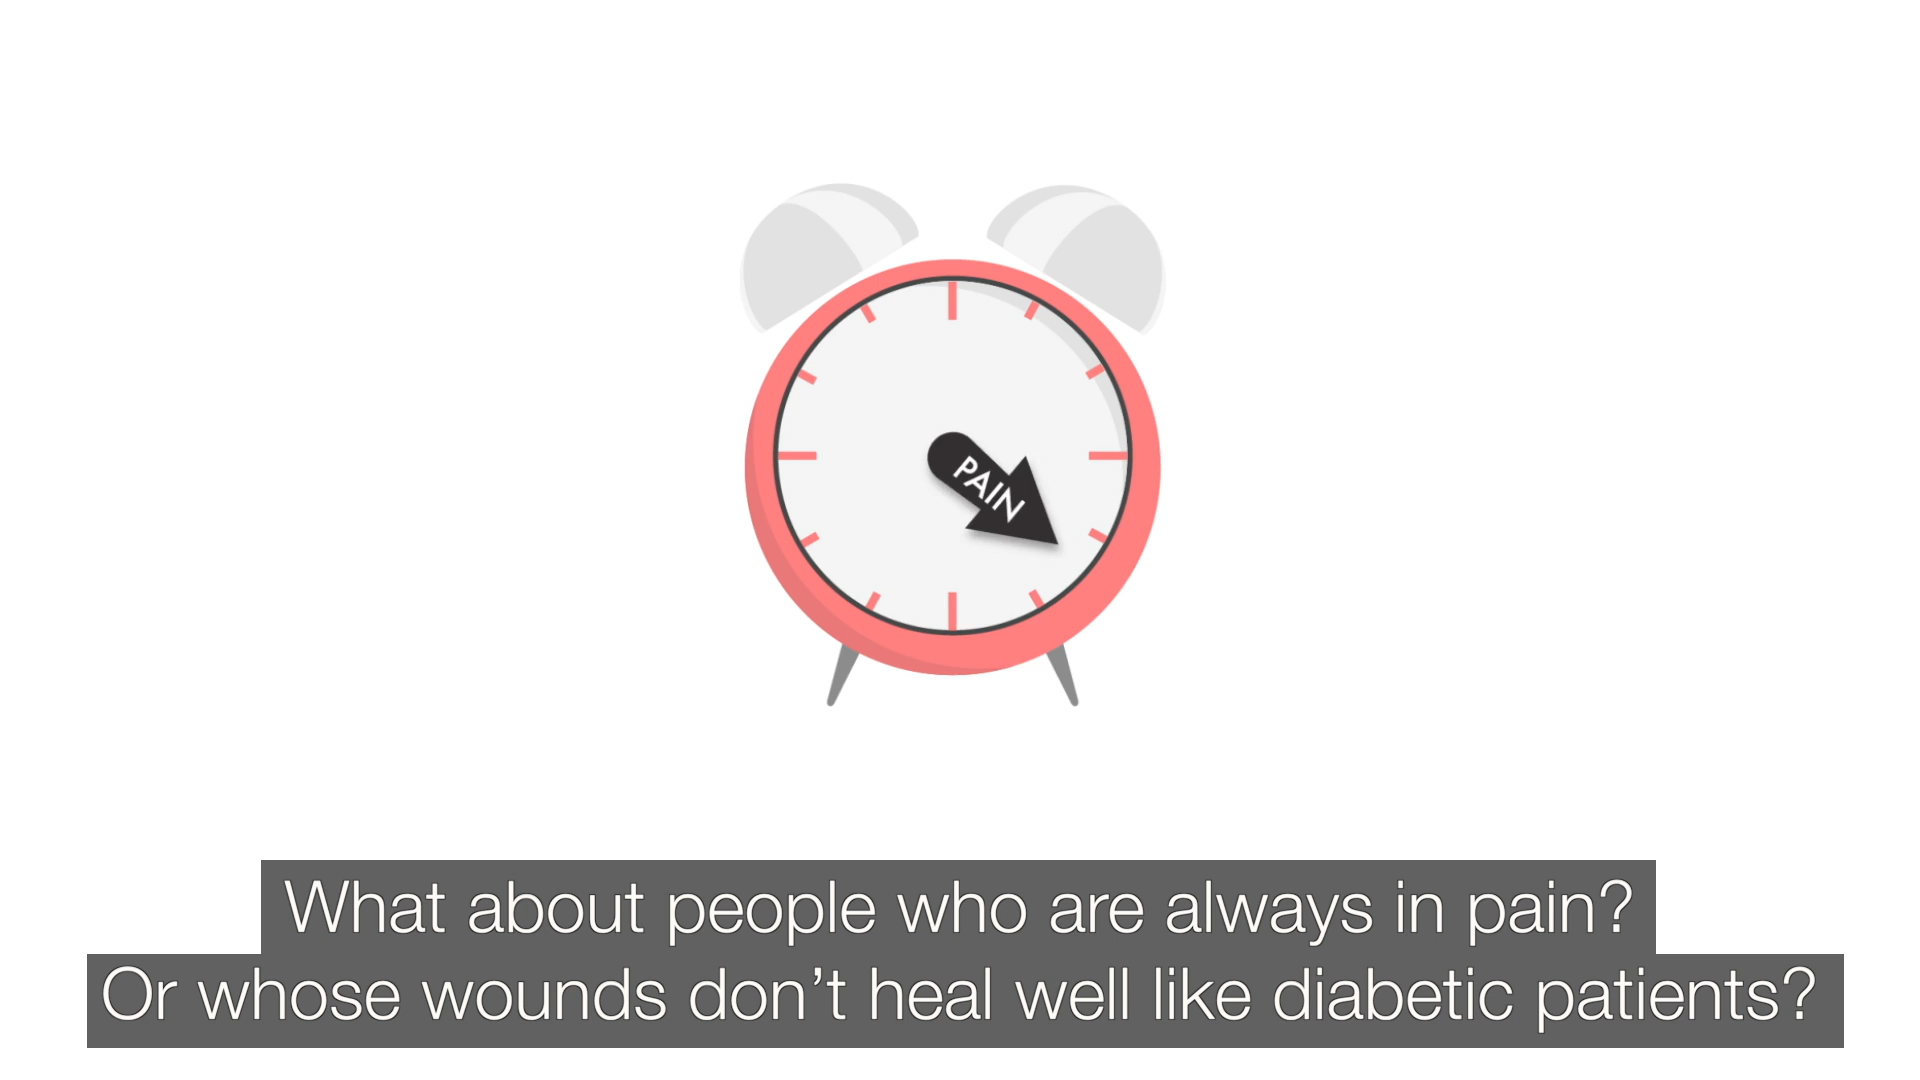 PAIN
What about people who are always in pain?
Or whose wounds don’t heal well like diabetic patients?